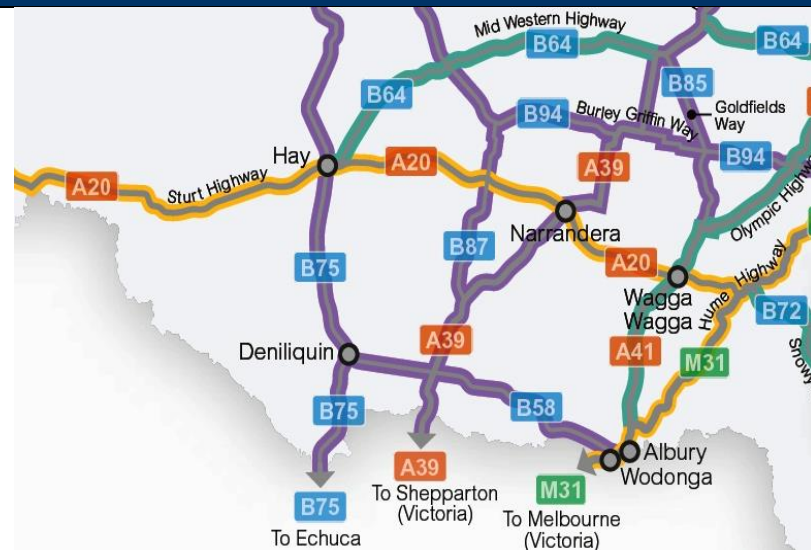 Mid Western Highway
B64
B64
B64
B85
Goldfields
Way
B94
Burley Griffin Way
B94
Hay
A20
A39
A20
Sturt Highway
Olympic Highway
Narrandera
B87
B75
A20
Hume Highway
Wagga
Wagga
B72
Snowy
A39
A41
M31
Deniliquin
B75
B58
Albury
Wodonga
A39
B75
M31
To Shepparton
(Victoria)
To Echuca
To Melbourne
(Victoria)